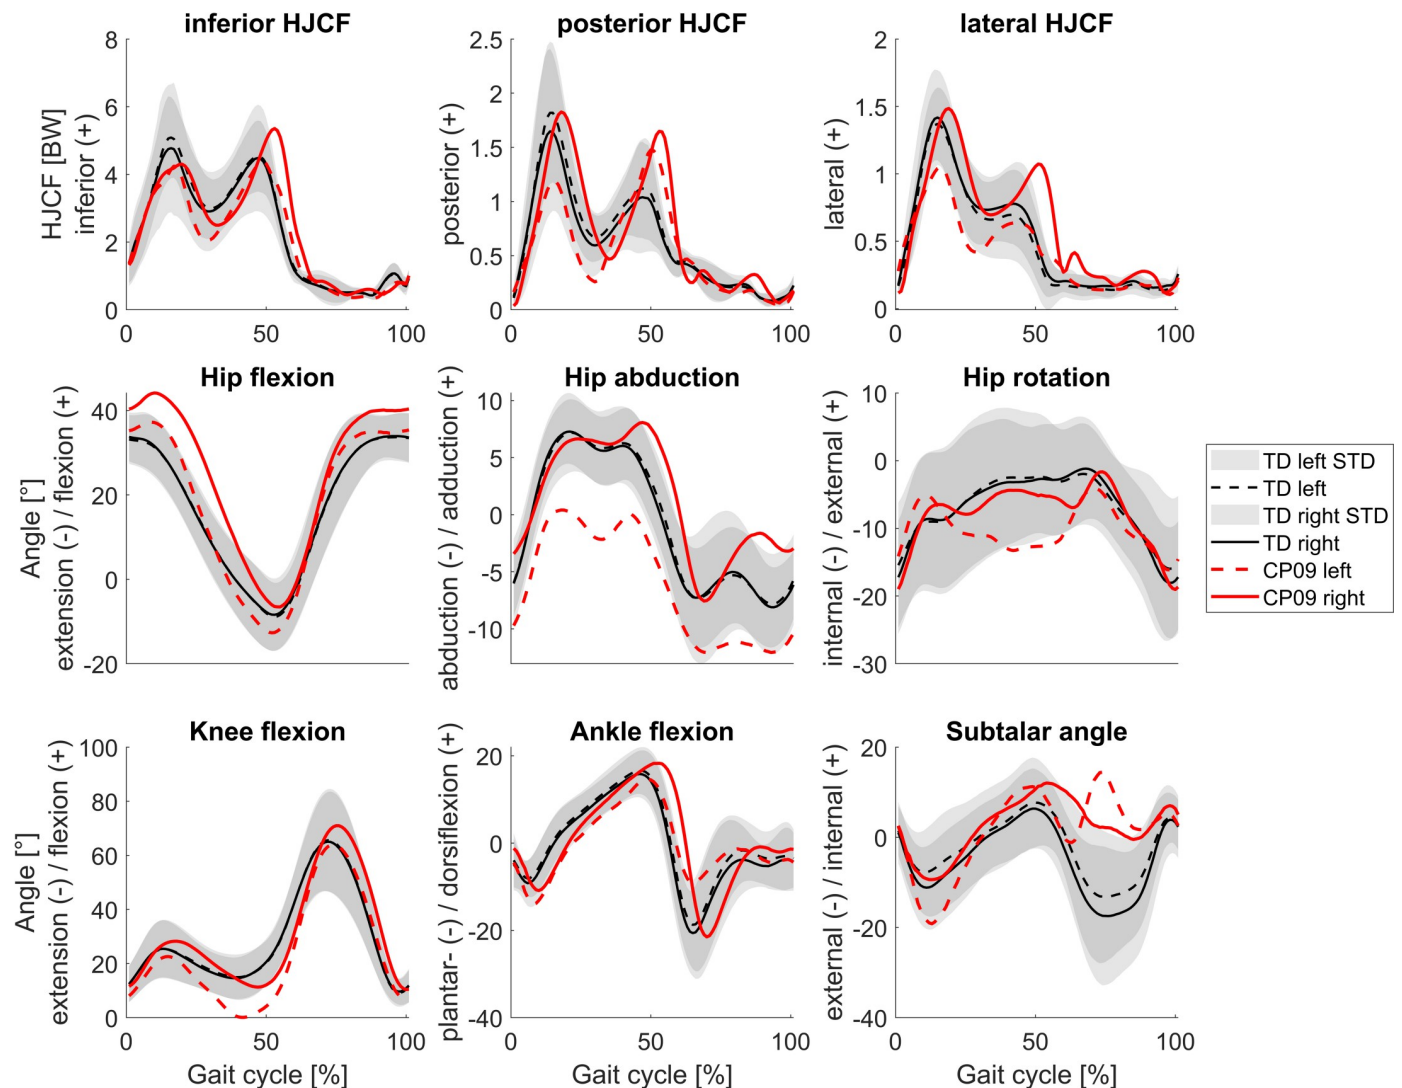 inferior HJCF
posterior HJCF
lateral HJCF
HJCF [BW]
inferior (+)
8
6
4
2
0
0
50
100
posterior (+)
2.5
2
1.5
1
0.5
0
0
50
100
lateral (+)
2
1.5
1
0.5
0
0
50
100
Hip flexion
Hip abduction
Hip rotation
Angle [°]
extension (-) / flexion (+)
40
20
0
-20
abduction (-) / adduction (+)
10
5
0
-5
-10
internal (-) / external (+)
10
0
-10
-20
-30
TD left STD
TD left
TD right STD
TD right
CP09 left
CP09 right
Knee flexion
Ankle flexion
Subtalar angle
Angle [°]
extension (-) / flexion (+)
100
80
60
40
20
0
0
50
100
Gait cycle [%]
plantar- (-) / dorsiflexion (+)
20
0
-20
-40
0
50
100
Gait cycle [%]
external (-) / internal (+)
20
0
-20
-40
0
50
100
Gait cycle [%]